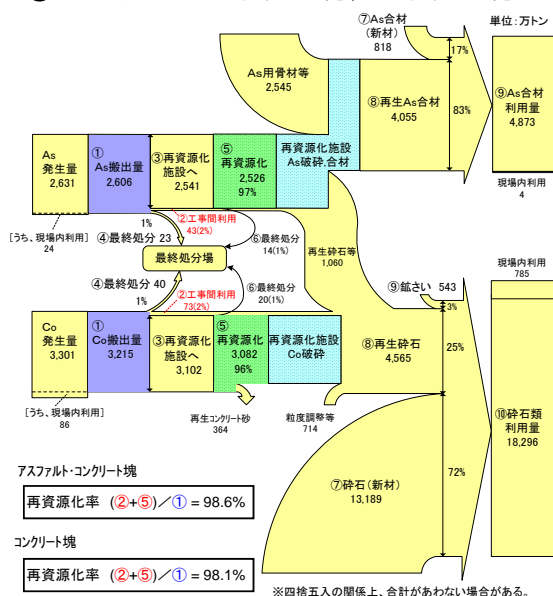 単位：万トン
⑦As合材
(新材)
818
17%
As用骨材等
2,545
⑧再生As合材
4,055
83%
⑨As合材
利用量
4,873
現場内利用
4
As
発生量
2,631
①
As搬出量
2,606
③再資源化
施設へ
2,541
⑤
再資源化
2,526
97%
再資源化施設
As破砕,合材
[うち、現場内利用]
24
1%
②工事間利用
43(2%)
④最終処分 23
⑥最終処分
14(1%)
再生砕石等
1,060
最終処分場
④最終処分 40
1%
②工事間利用
73(2%)
⑥最終処分
20(1%)
⑨鉱さい 543
3%
現場内利用
785
Co
発生量
3,301
①
Co搬出量
3,215
③再資源化
施設へ
3,102
⑤
再資源化
3,082
96%
再資源化施設
Co破砕
⑧再生砕石
4,565
25%
[うち、現場内利用]
86
再生コンクリート砂
364
粒度調整等
714
⑩砕石類
利用量
18,296
⑦砕石(新材)
13,189
72%
アスファルト・コンクリート塊
再資源化率 (②+⑤)／① = 98.6%
コンクリート塊
再資源化率 (②+⑤)／① = 98.1%
※四捨五入の関係上、合計があわない場合がある。